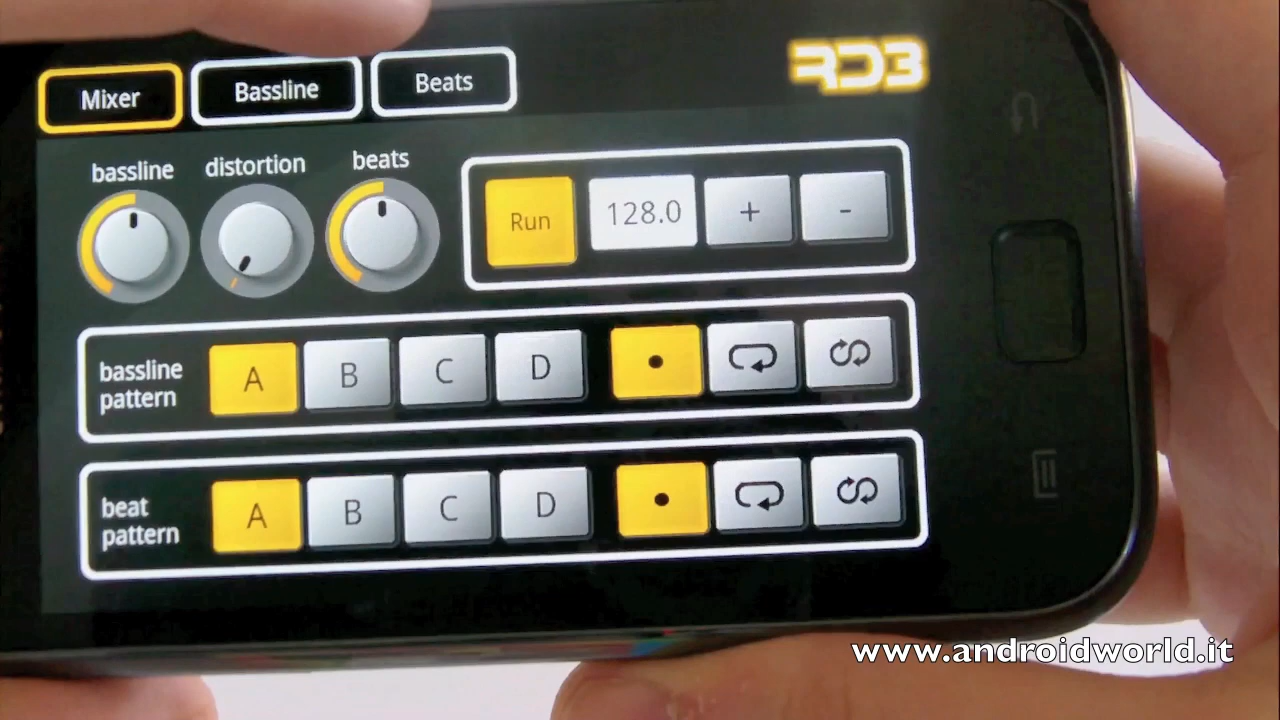 Mixer
Bassline
Beats
RD3
bassline
distortion
beats
Run
128.0
+
-
bassline
pattern
A
B
C
D
beat
pattern
A
B
C
D
www.androidworld.it